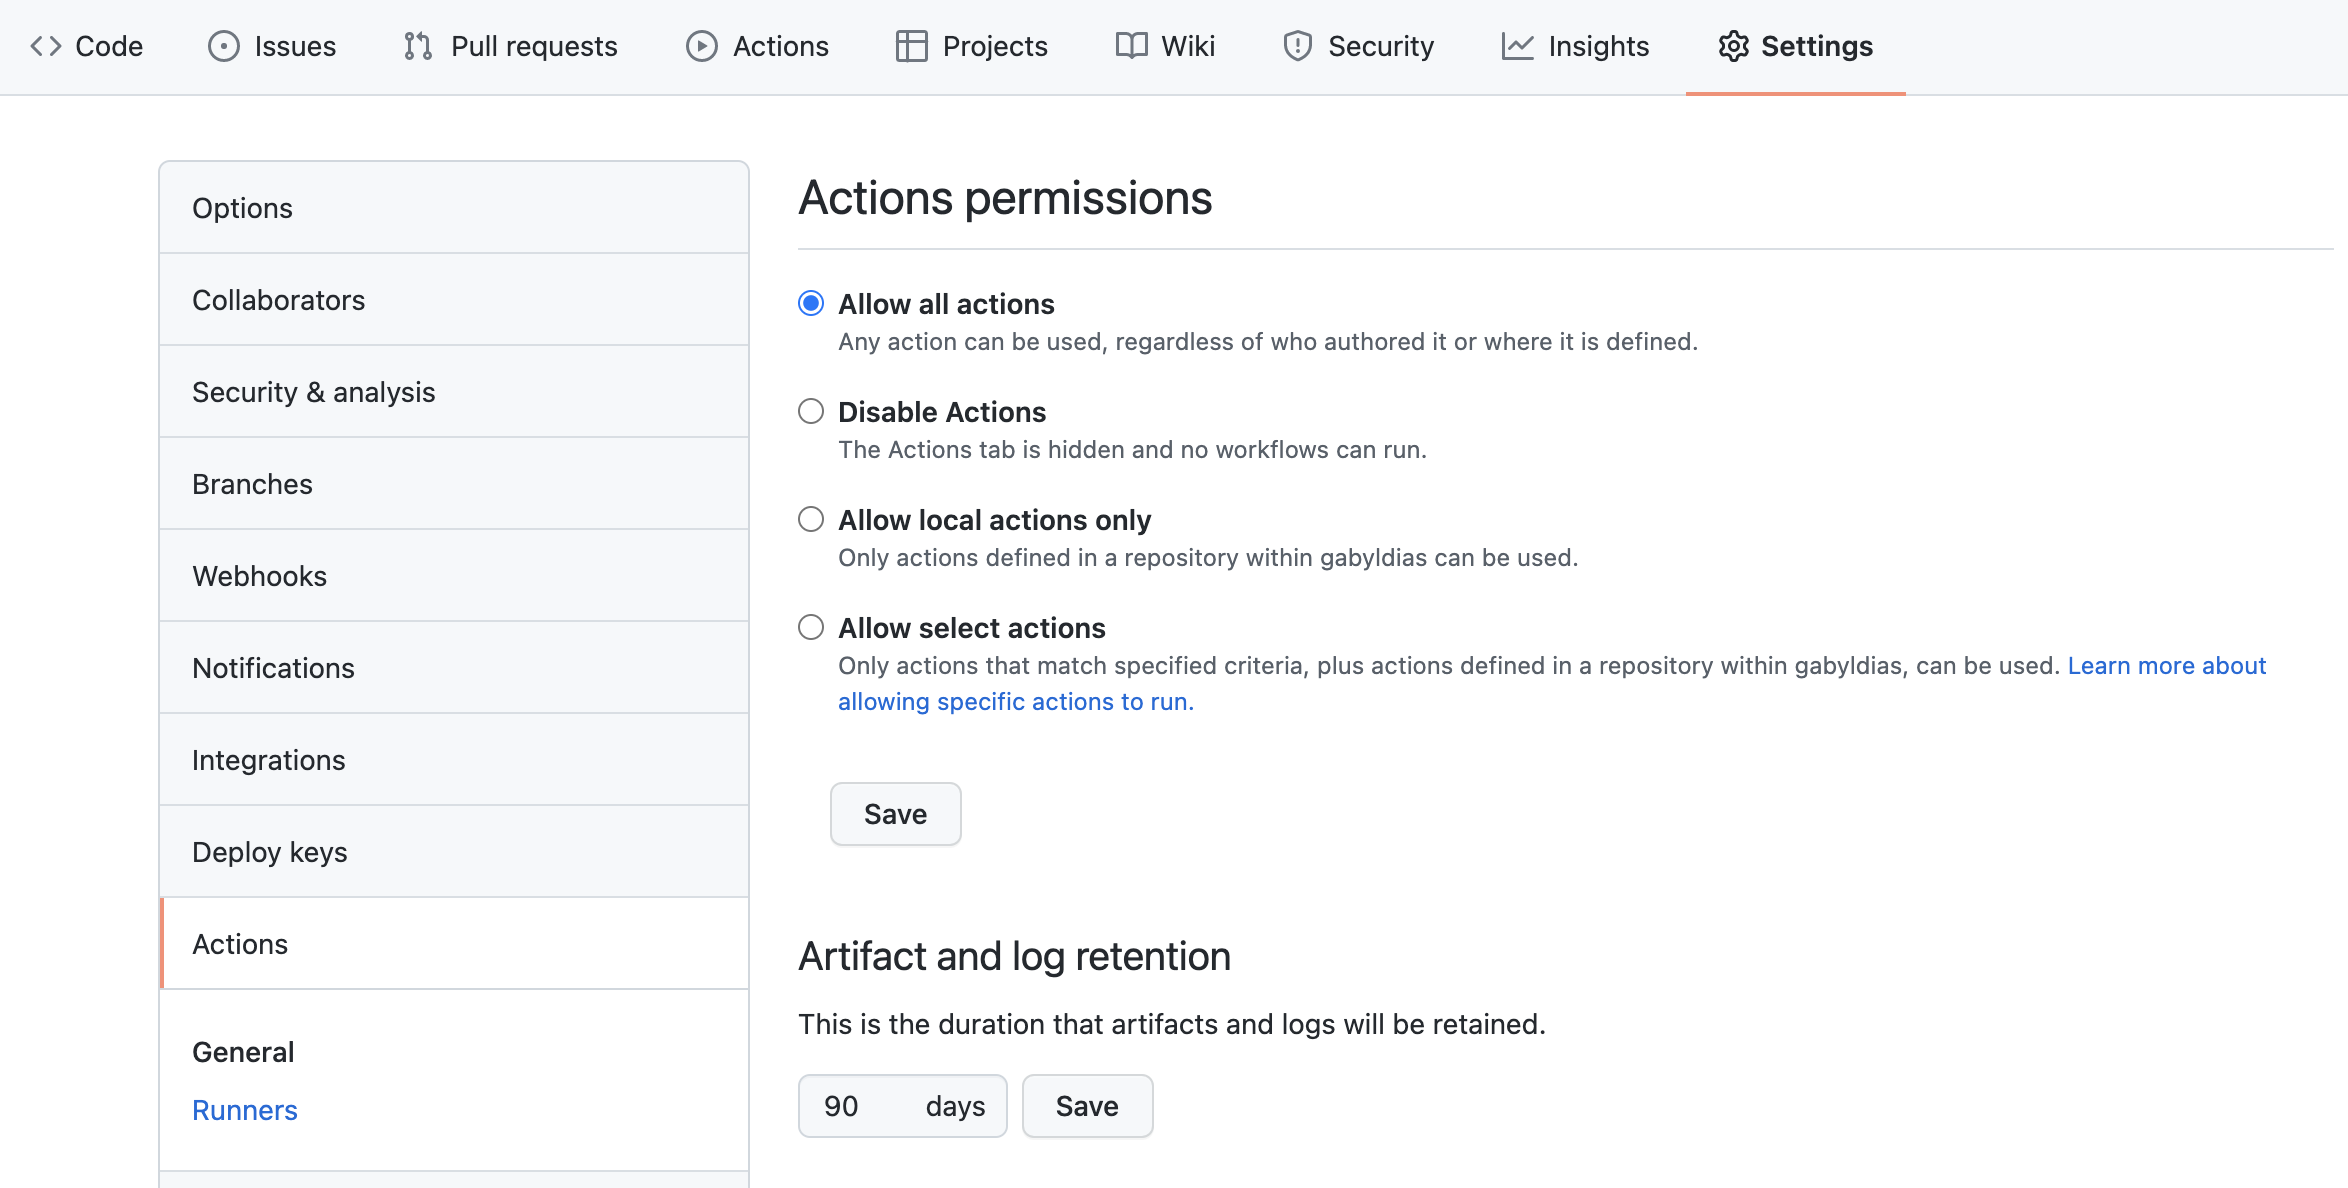 Code Issues Pull requests Actions Projects Wiki Security Insights Settings
Options
Collaborators
Security & analysis
Branches
Webhooks
Notifications
Integrations
Deploy keys
Actions
General
Runners
Actions permissions
Allow all actions
Any action can be used, regardless of who authored it or where it is defined.
Disable Actions
The Actions tab is hidden and no workflows can run.
Allow local actions only
Only actions defined in a repository within gabyldias can be used.
Allow select actions
Only actions that match specified criteria, plus actions defined in a repository within gabyldias, can be used. Learn more about
allowing specific actions to run.
Save
Artifact and log retention
This is the duration that artifacts and logs will be retained.
90 days Save